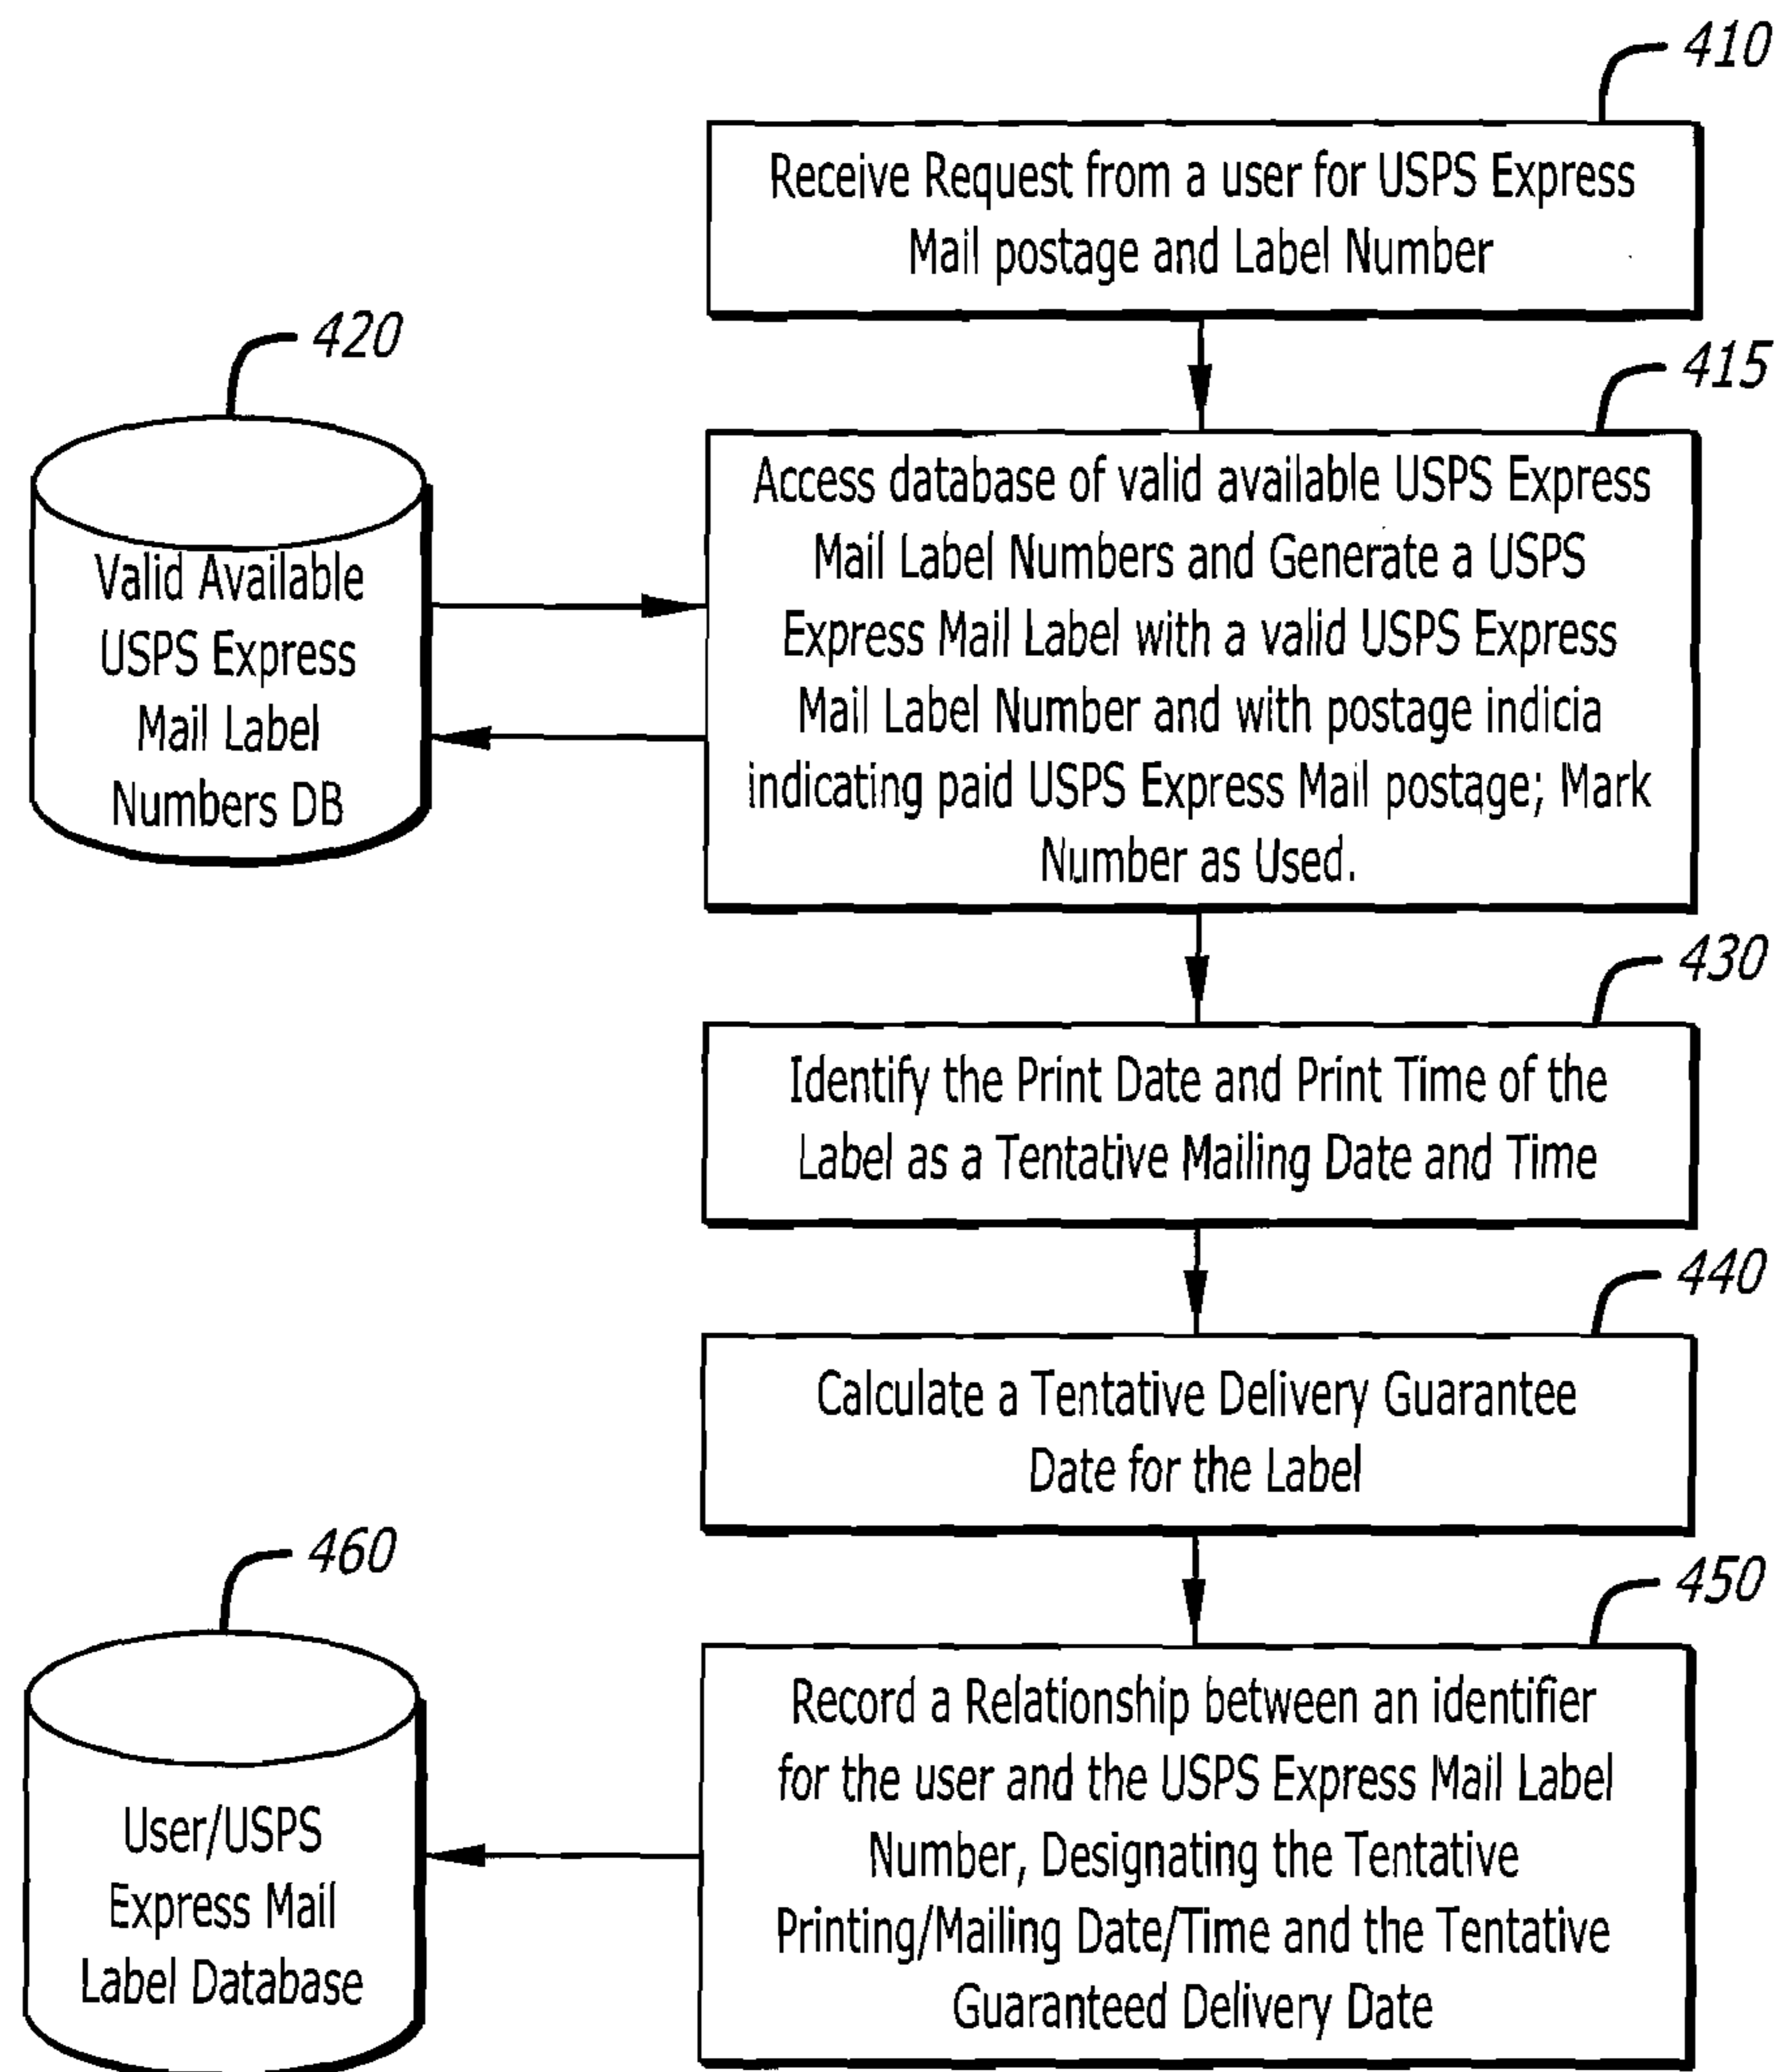 410
Receive Request from a user for USPS Express
Mail postage and Label Number
420
Valid Available
USPS Express
Mail Label
Numbers DB
415
Access database of valid available USPS Express
Mail Label Numbers and Generate a USPS
Express Mail Label with a valid USPS Express
Mail Label Number and with postage indicia
indicating paid USPS Express Mail postage; Mark
Number as Used.
430
Identify the Print Date and Print Time of the
Label as a Tentative Mailing Date and Time
440
Calculate a Tentative Delivery Guarantee
Date for the Label
460
User/USPS
Express Mail
Label Database
450
Record a Relationship between an identifier
for the user and the USPS Express Mail Label
Number, Designating the Tentative
Printing/Mailing Date/Time and the Tentative
Guaranteed Delivery Date